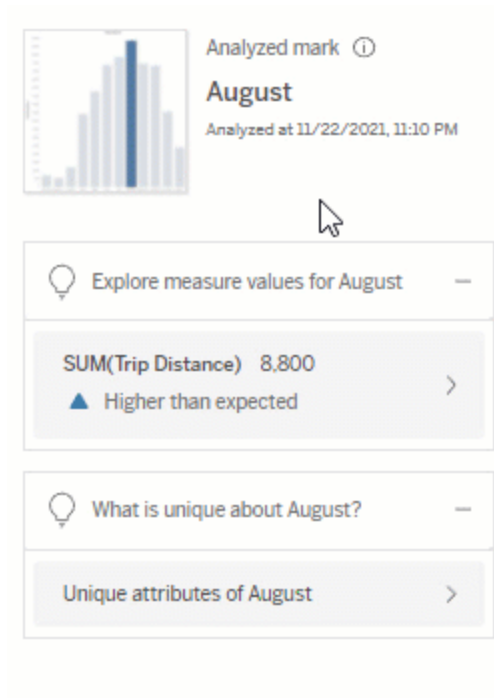 Analyzed mark
August
Analyzed at 11/22/2021, 11:10 PM
Explore measure values for August
SUM(Trip Distance) 8,800
Higher than expected
What is unique about August?
Unique attributes of August